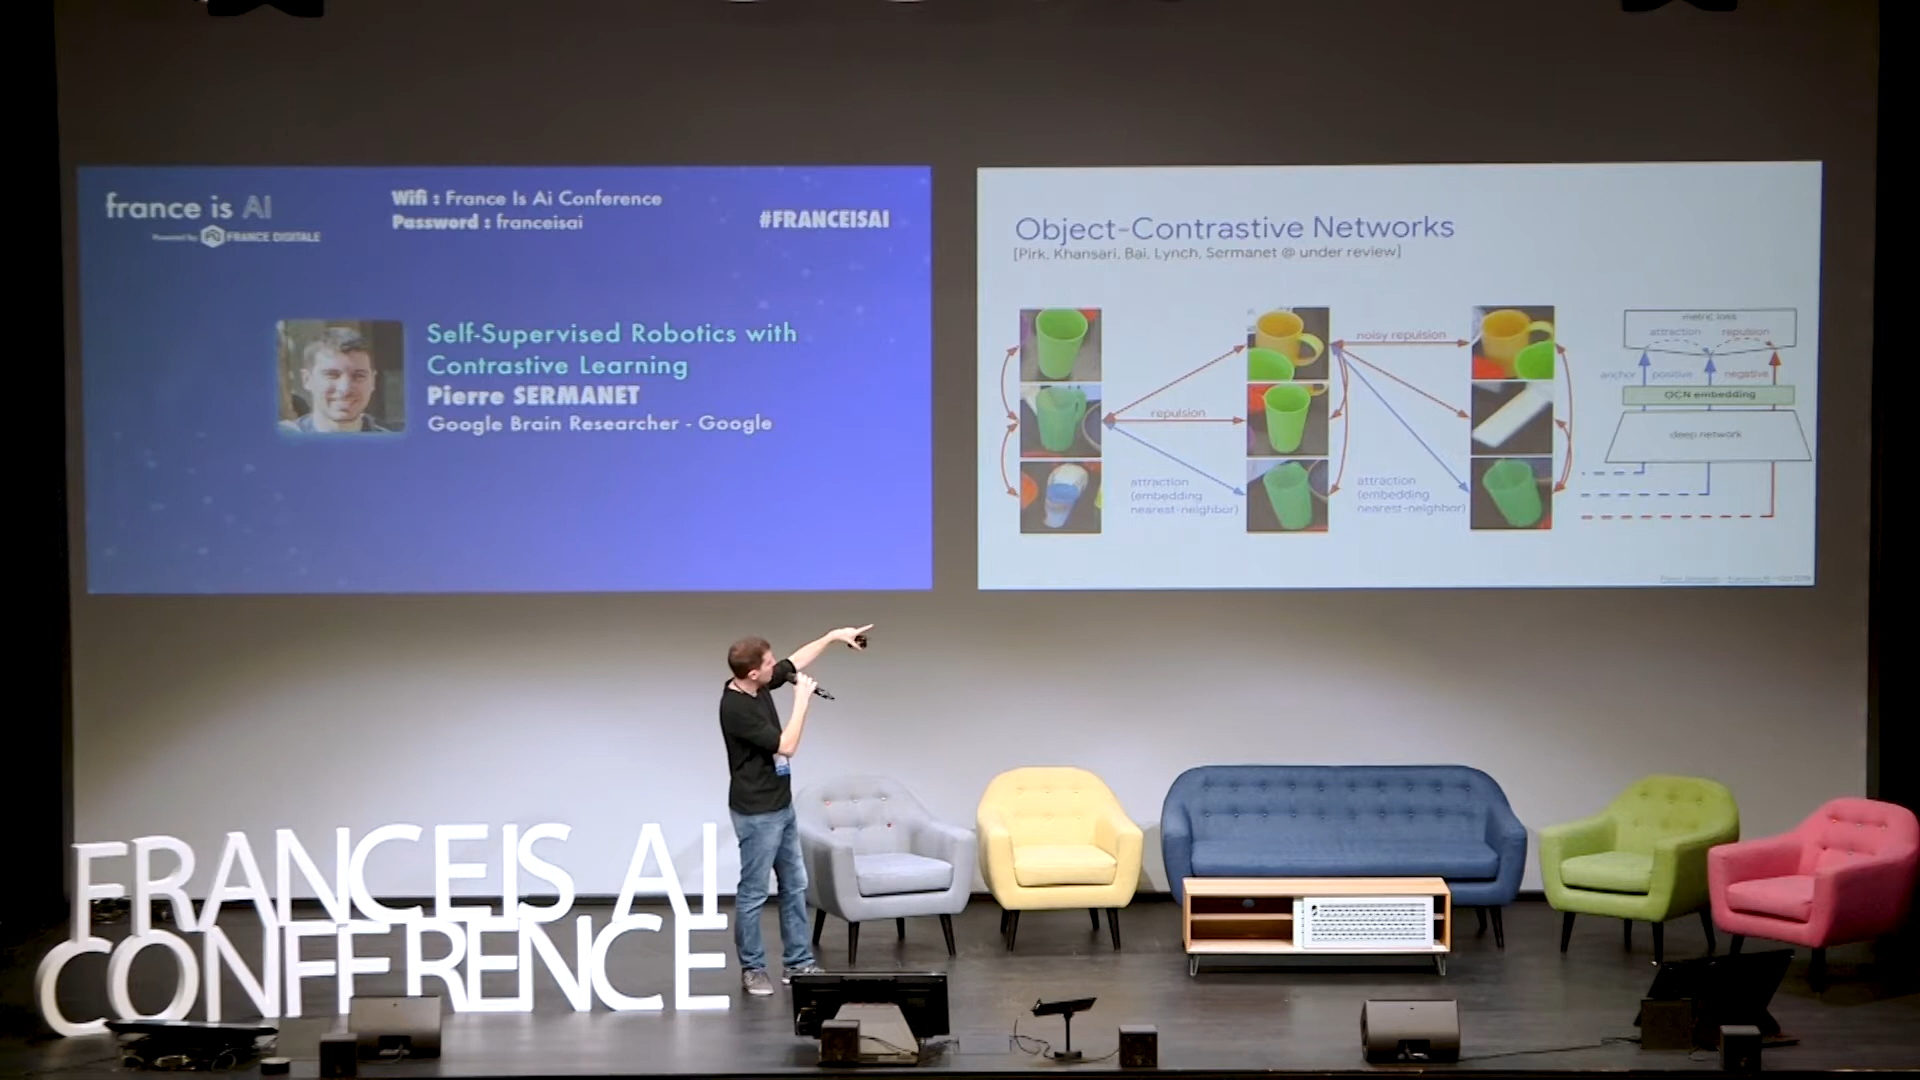 france is AI
Powered by FRANCE DIGITALE
Wifi : France Is Ai Conference
Password : franceisai
#FRANCEISAI
Self-Supervised Robotics with
Contrastive Learning
Pierre SERMANET
Google Brain Researcher - Google
Object-Contrastive Networks
[Pirk, Khansari, Bai, Lynch, Sermanet @ under review]
noisy repulsion
repulsion
attraction
(embedding
nearest-neighbor)
attraction
(embedding
nearest-neighbor)
metric loss
attraction repulsion
anchor positive negative
OCN embedding
deep network
FRANCE IS AI
CONFERENCE